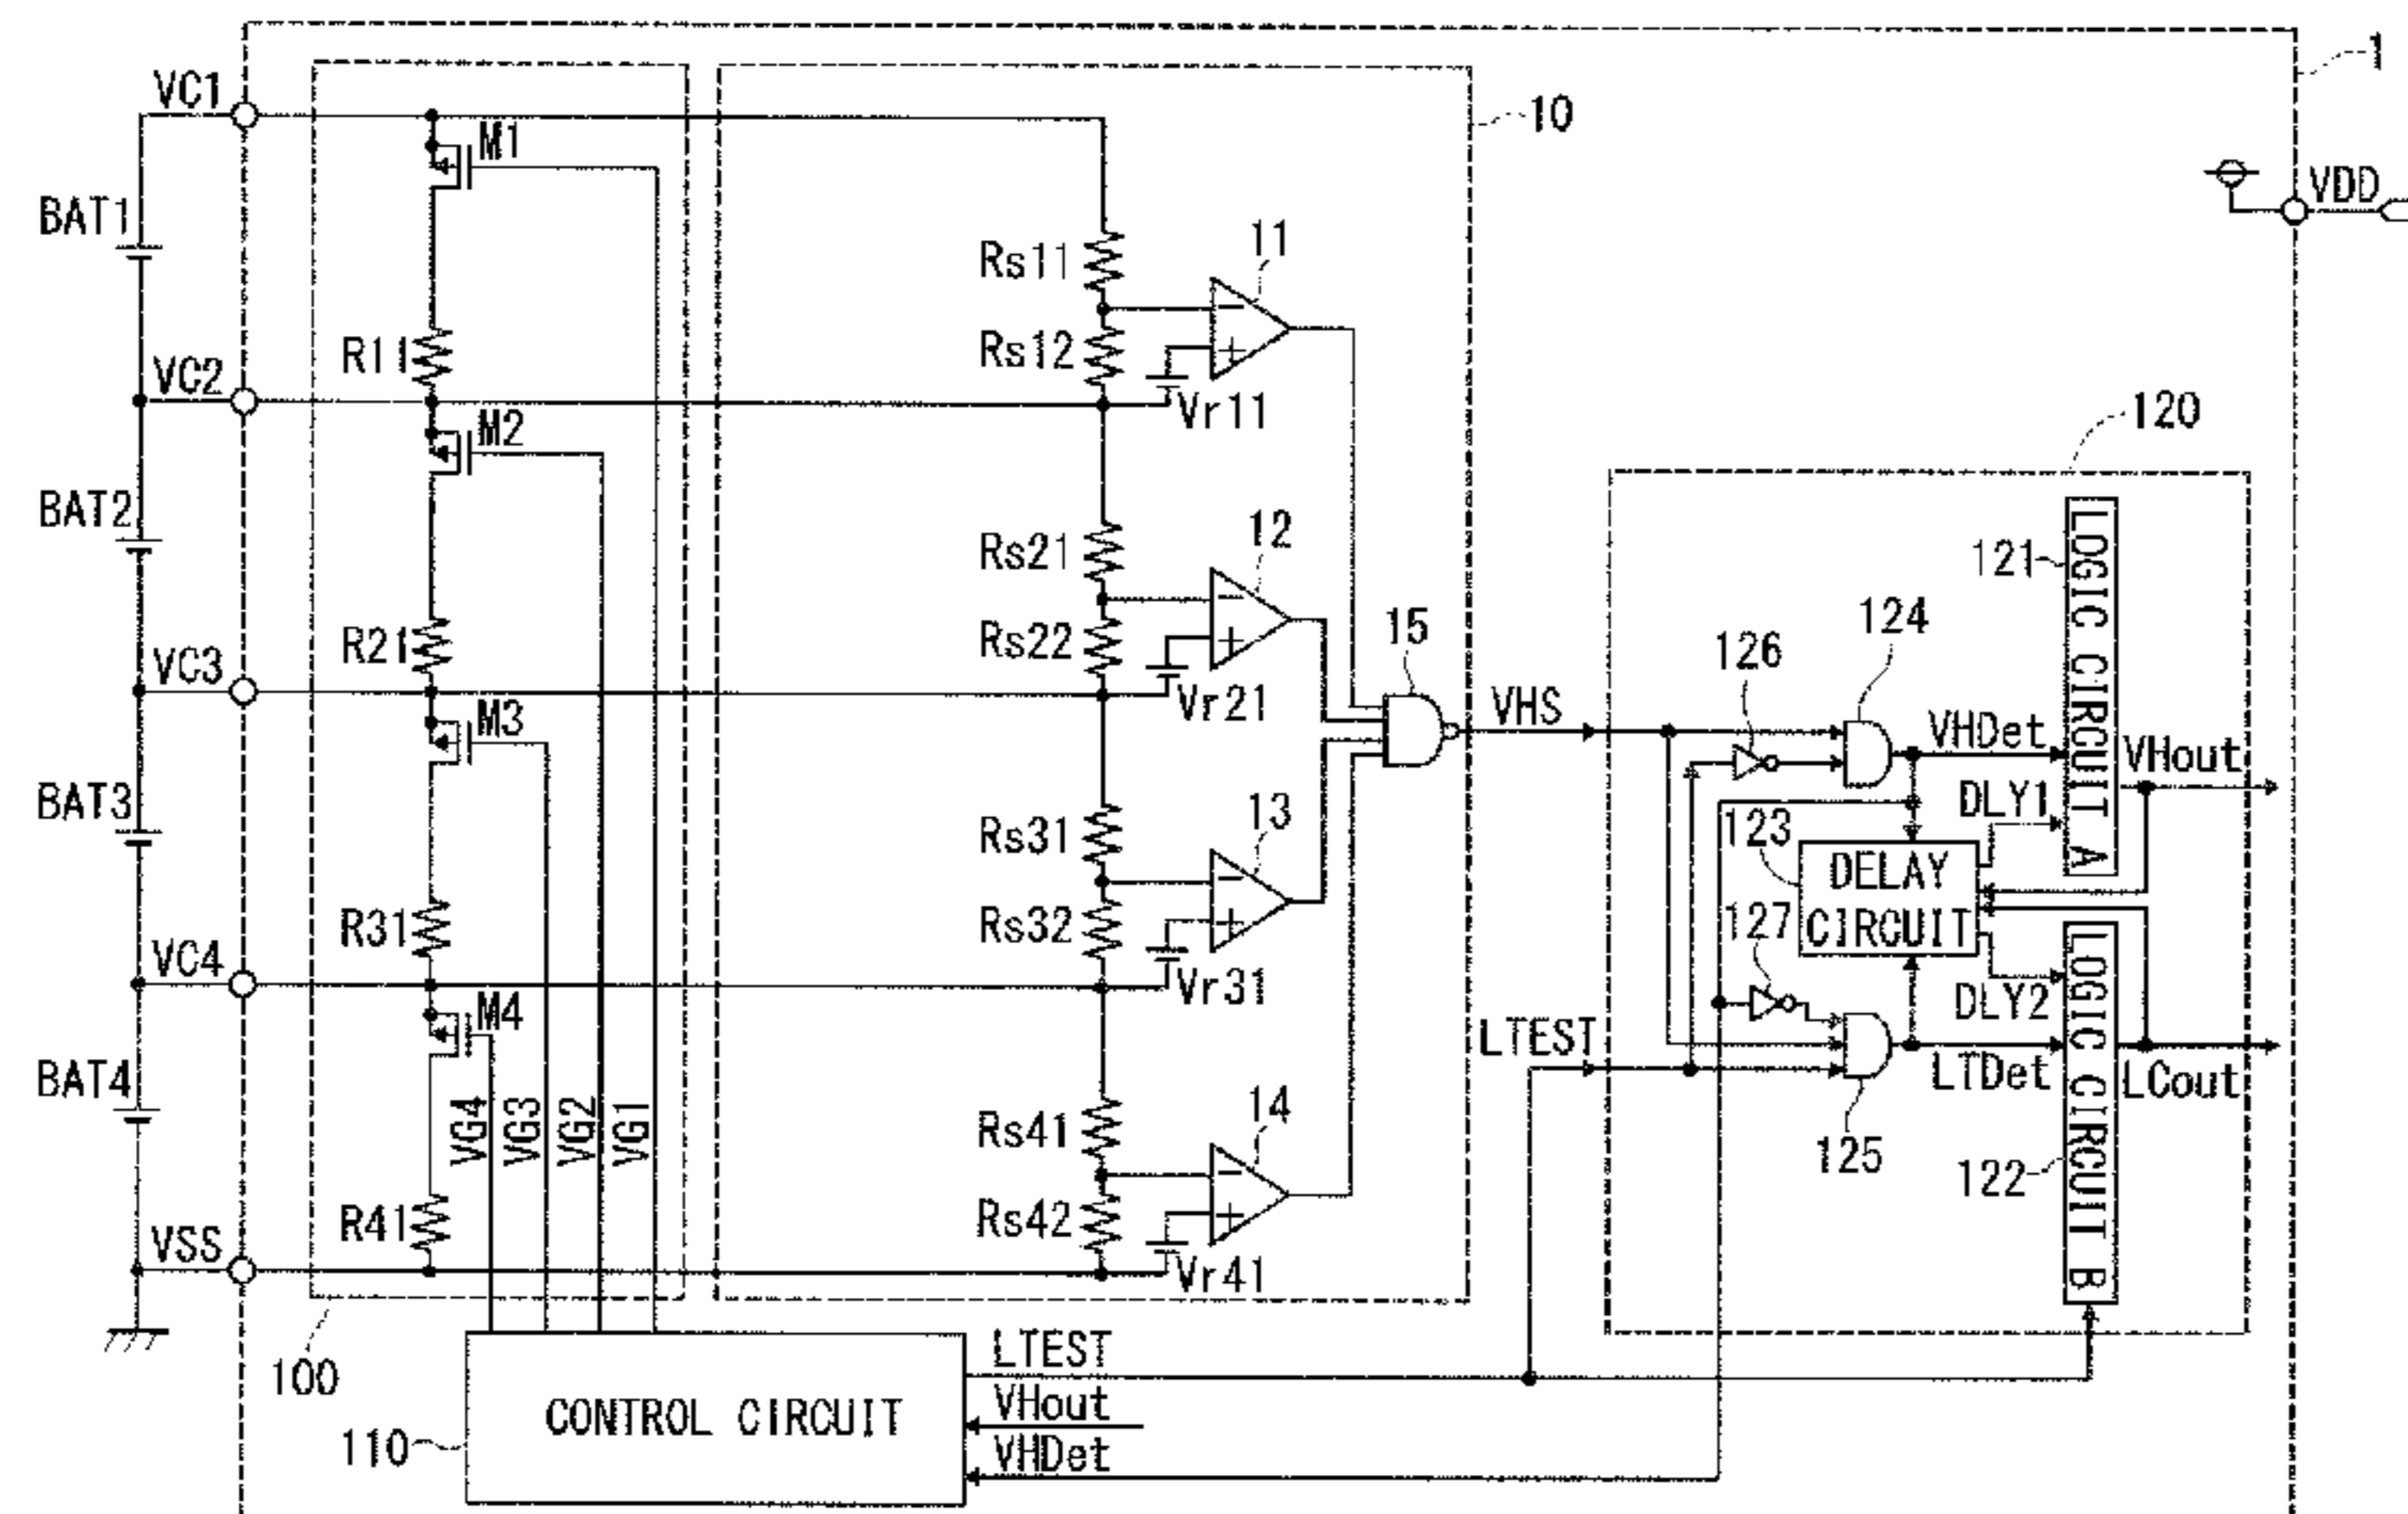 1
VC1
10
M1
VDD
BAT1
11
Rs11
R11
Rs12
VC2
Vr11
120
M2
BAT2
12
Rs21
121
LOGIC CIRCUIT A
15
124
R21
Rs22
126
VC3
Vr21
VHS
M3
VHDet
VHout
DLY1
BAT3
13
Rs31
123
DELAY
CIRCUIT
R31
Rs32
127
VC4
Vr31
DLY2
M4
LTEST
LOGIC CIRCUIT B
BAT4
LTDet
LCout
VG4
VG3
VG2
VG1
14
Rs41
125
122
R41
Rs42
VSS
Vr41
100
LTEST
CONTROL CIRCUIT
VHout
110
VHDet